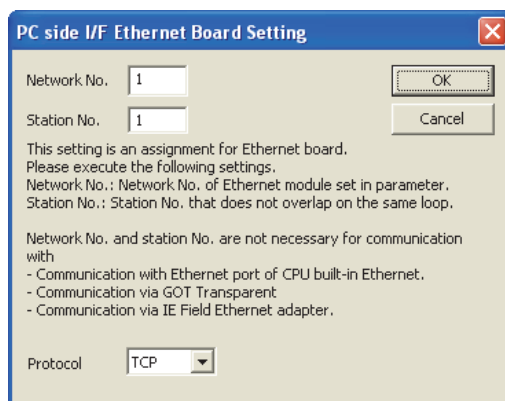 PC side I/F Ethernet Board Setting
Network No. 1 OK
Station No. 1 Cancel
This setting is an assignment for Ethernet board.
Please execute the following settings.
Network No.: Network No. of Ethernet module set in parameter.
Station No.: Station No. that does not overlap on the same loop.
Network No. and station No. are not necessary for communication
with
- Communication with Ethernet port of CPU built-in Ethernet.
- Communication via GOT Transparent
- Communication via IE Field Ethernet adapter.
Protocol TCP